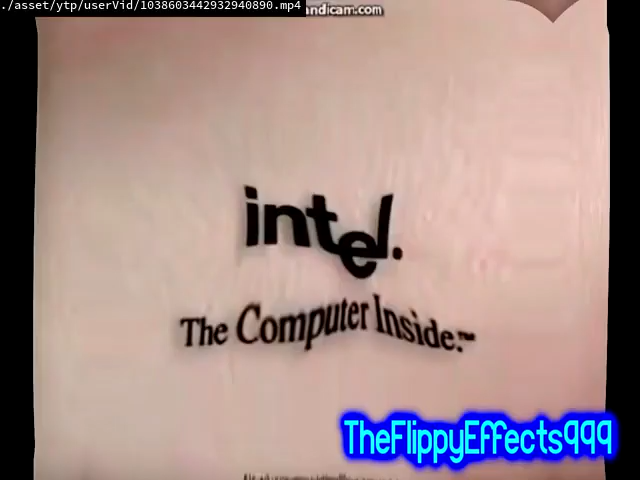 ./asset/ytp/userVid/1038603442932940890.mp4
andicam.com
intel.
The Computer Inside.™
TheFlippyEffects999